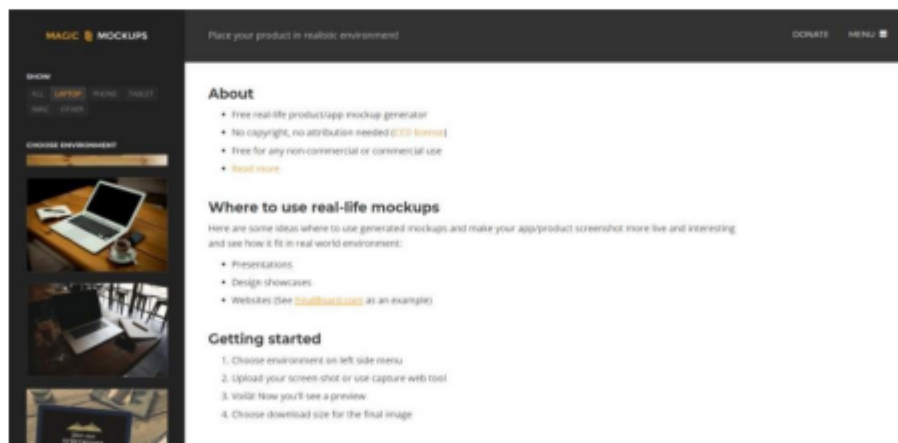 MAGIC MOCKUPS
Place your product in realistic environment!
DONATE MENU
SHOW
ALL LAPTOP PHONE TABLET
IMAC OTHER
CHOOSE ENVIRONMENT
About
• Free real-life product/app mockup generator
• No copyright, no attribution needed (CC0 license)
• Free for any non-commercial or commercial use
• Read more
Where to use real-life mockups
Here are some ideas where to use generated mockups and make your app/product screenshot more live and interesting
and see how it fit in real world environment:
• Presentations
• Design showcases
• Websites (See as an example)
Getting started
1. Choose environment on left side menu
2. Upload your screen shot or use capture web tool
3. Voilà! Now you'll see a preview
4. Choose download size for the final image